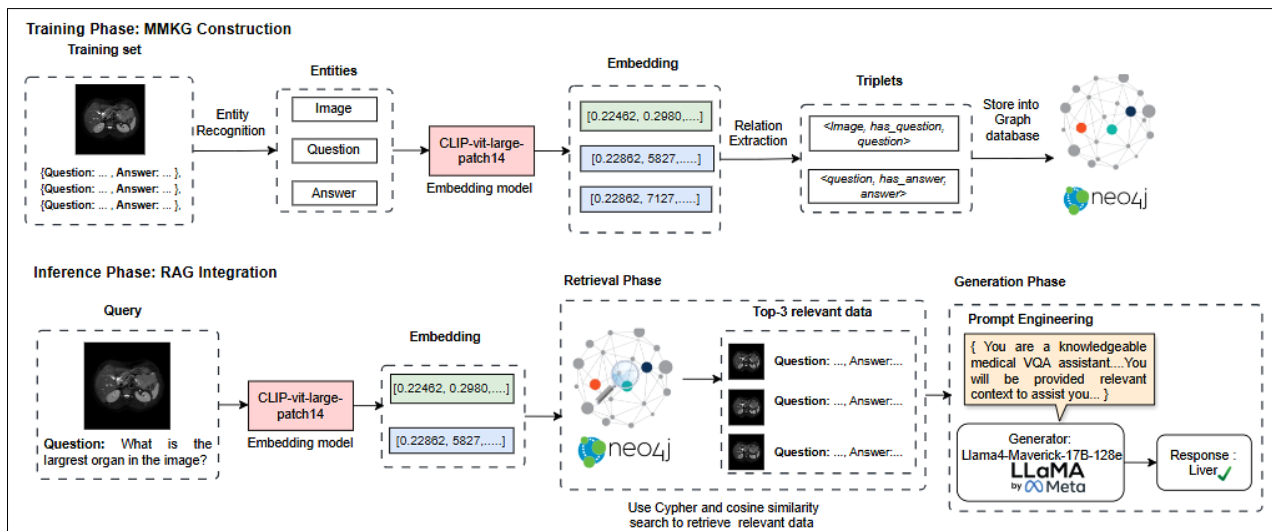 Training Phase: MMKG Construction
Training set
{Question: ... , Answer: ... },
{Question: ... , Answer: ... },
{Question: ... , Answer: ... },
Entity
Recognition
Entities
Image
Question
Answer
CLIP-vit-large-
patch14
Embedding model
Embedding
[0.22462, 0.2980,....]
[0.22862, 5827,.....]
[0.22862, 7127,.....]
Relation
Extraction
Triplets
<Image, has_question,
question>
<question, has_answer,
answer>
Store into
Graph
database
neo4j
Inference Phase: RAG Integration
Query
Question: What is the
largest organ in the image?
CLIP-vit-large-
patch14
Embedding model
Embedding
[0.22462, 0.2980,....]
[0.22862, 5827,.....]
Retrieval Phase
neo4j
Top-3 relevant data
Question: ..., Answer:...
Question: ..., Answer:...
Question: ..., Answer:...
Use Cypher and cosine similarity
search to retrieve relevant data
Generation Phase
Prompt Engineering
{ You are a knowledgeable
medical VQA assistant....You
will be provided relevant
context to assist you... }
Generator:
Llama4-Maverick-17B-128e
LLaMA
by Meta
Response :
Liver